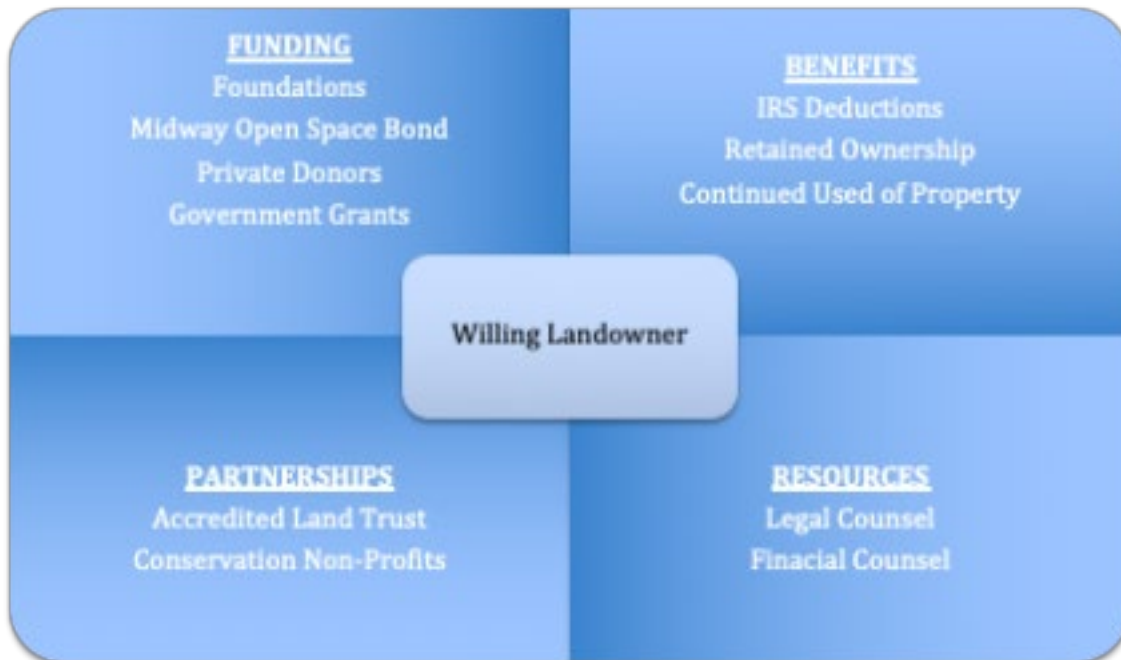 FUNDING
Foundations
Midway Open Space Bond
Private Donors
Government Grants
BENEFITS
IRS Deductions
Retained Ownership
Continued Used of Property
Willing Landowner
PARTNERSHIPS
Accredited Land Trust
Conservation Non-Profits
RESOURCES
Legal Counsel
Finacial Counsel